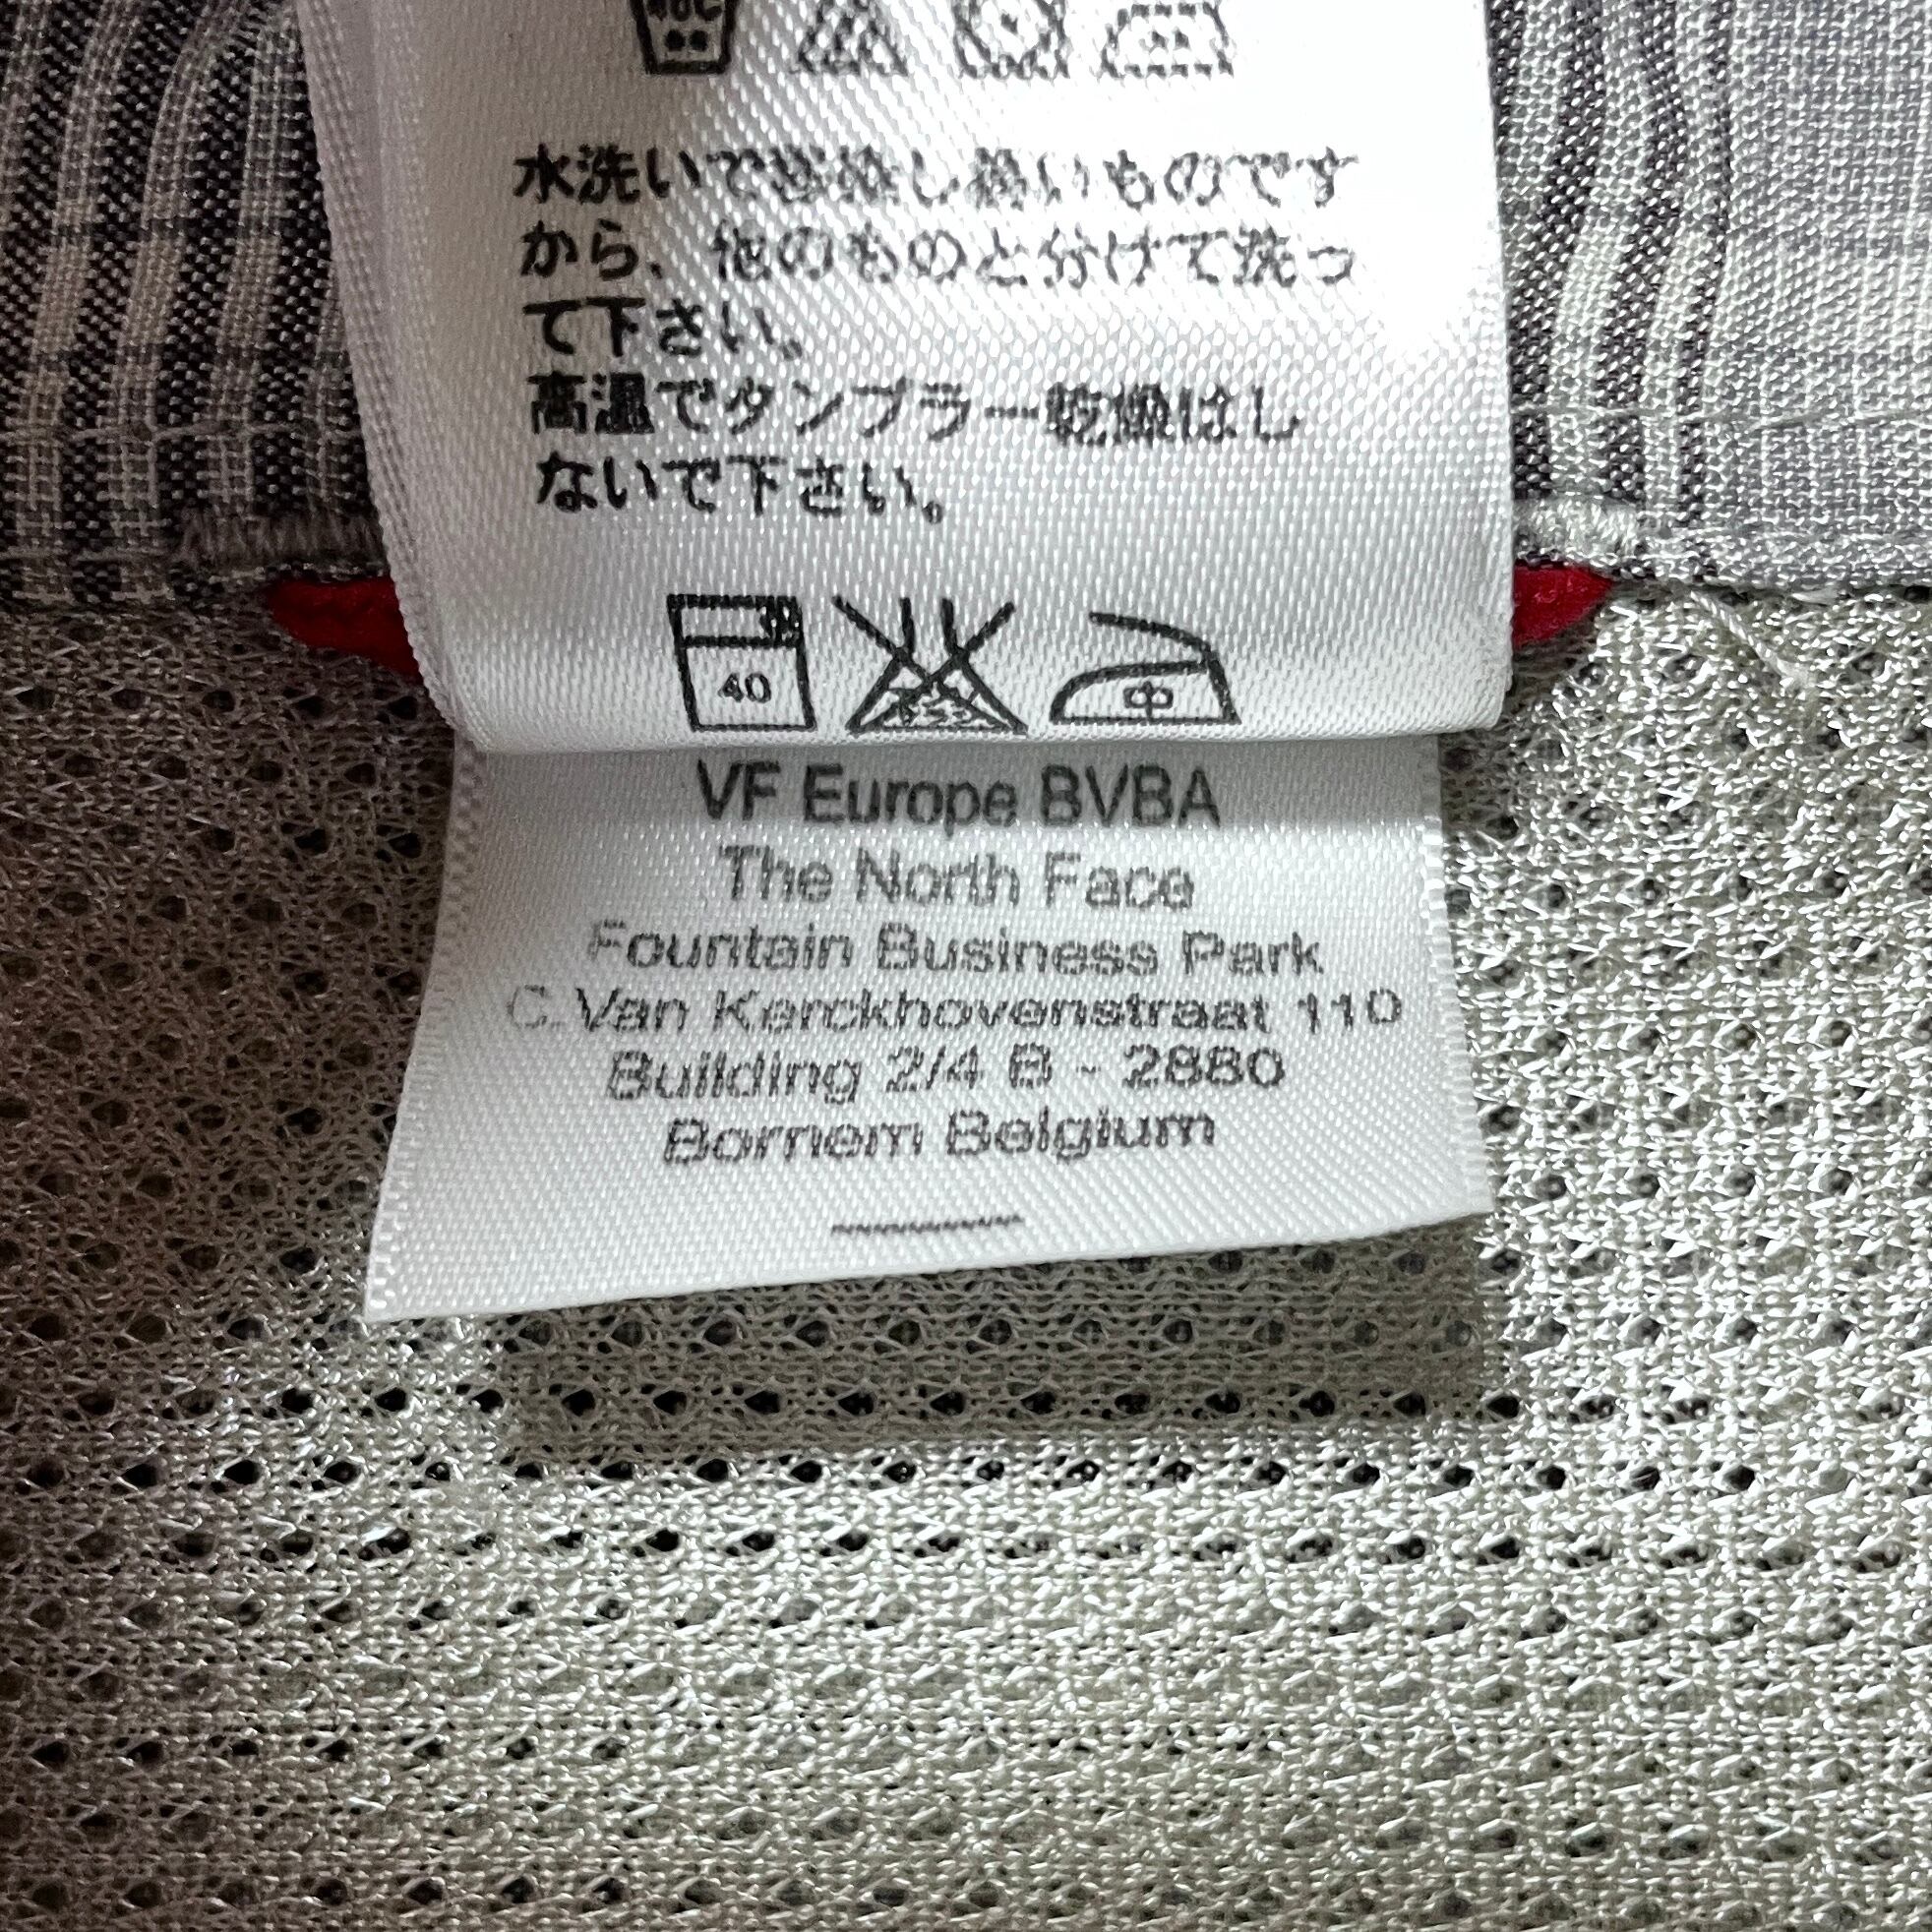 水洗いで移染し易いものです
から、他のものと分けて洗っ
て下さい。
高温でタンブラー乾燥はし
ないで下さい。
40
中
VF Europe BVBA
The North Face
Fountain Business Park
C.Van Kerckhovenstraat 110
Building 2/4 B - 2880
Bornem Belgium